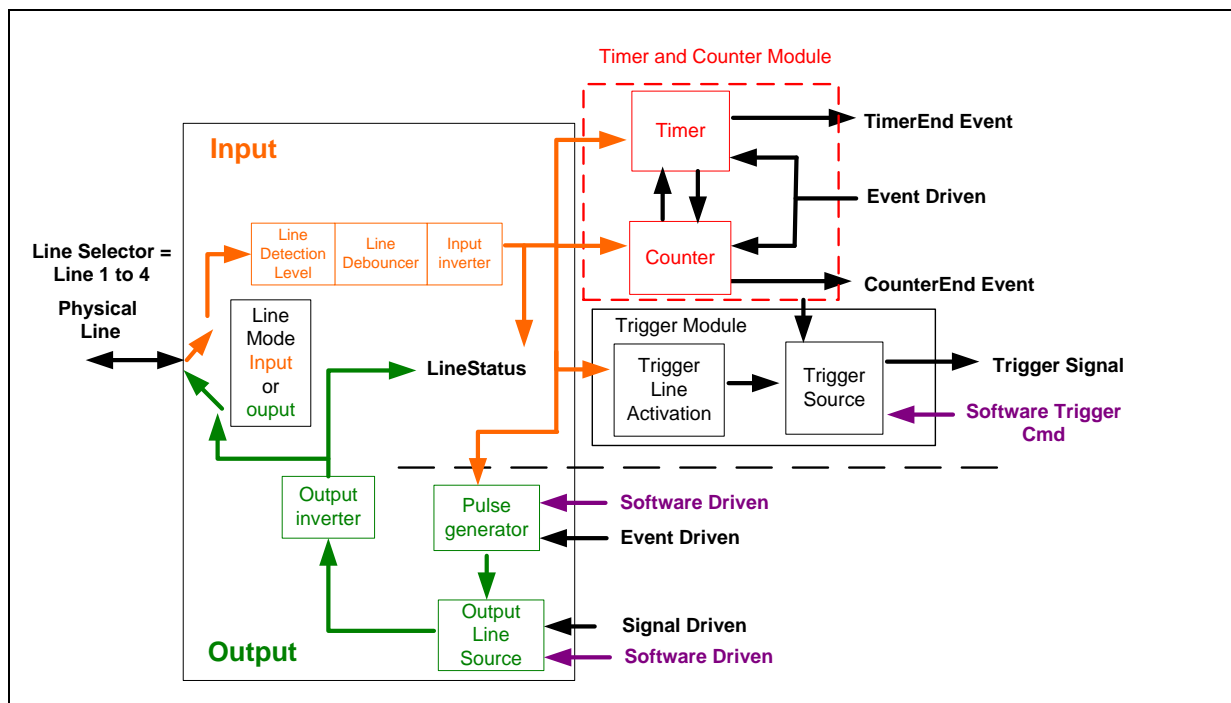 Timer and Counter Module
Timer
TimerEnd Event
Input
Event Driven
Line Selector =
Line 1 to 4
Physical
Line
Line
Detection
Level
Line
Debouncer
Input
inverter
Counter
CounterEnd Event
Line
Mode
Input
or
ouput
LineStatus
Trigger Module
Trigger
Line
Activation
Trigger
Source
Trigger Signal
Software Trigger
Cmd
Output
inverter
Pulse
generator
Software Driven
Event Driven
Output
Line
Source
Signal Driven
Software Driven
Output